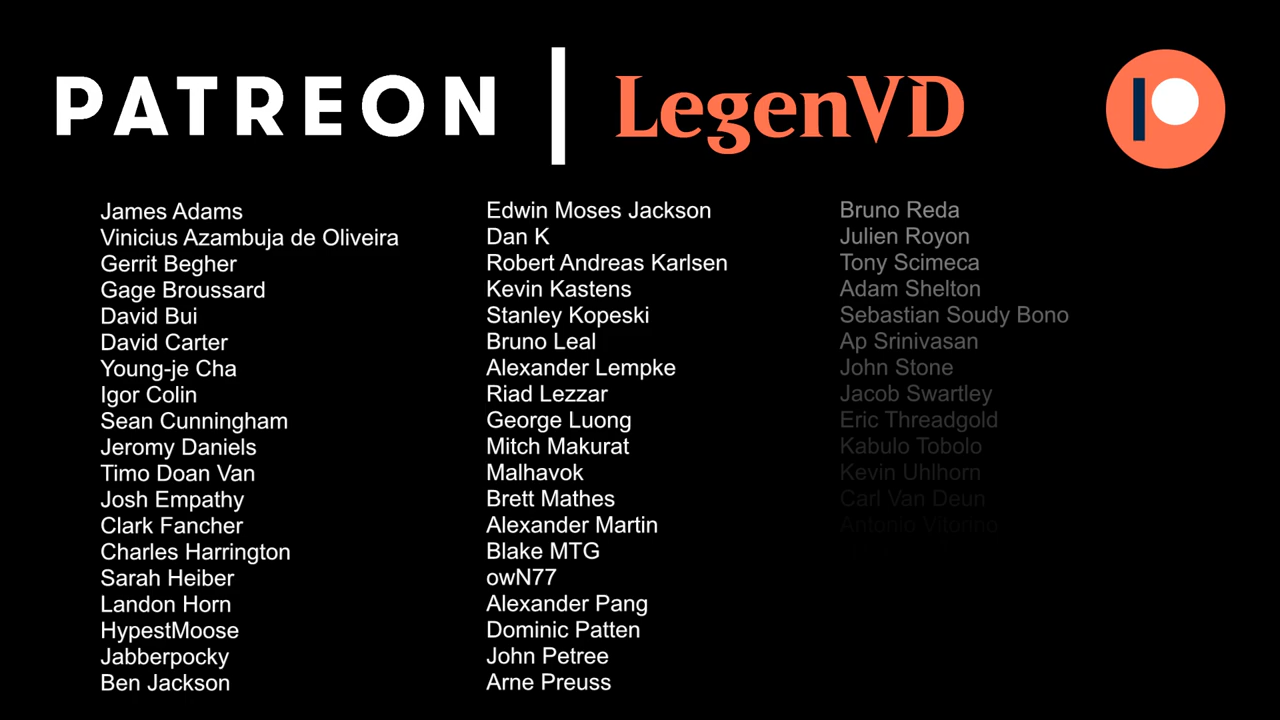 PATREON | LegenVD
James Adams
Vinicius Azambuja de Oliveira
Gerrit Begher
Gage Broussard
David Bui
David Carter
Young-je Cha
Igor Colin
Sean Cunningham
Jeromy Daniels
Timo Doan Van
Josh Empathy
Clark Fancher
Charles Harrington
Sarah Heiber
Landon Horn
HypestMoose
Jabberpocky
Ben Jackson
Edwin Moses Jackson
Dan K
Robert Andreas Karlsen
Kevin Kastens
Stanley Kopeski
Bruno Leal
Alexander Lempke
Riad Lezzar
George Luong
Mitch Makurat
Malhavok
Brett Mathes
Alexander Martin
Blake MTG
owN77
Alexander Pang
Dominic Patten
John Petree
Arne Preuss
Bruno Reda
Julien Royon
Tony Scimeca
Adam Shelton
Sebastian Soudy Bono
Ap Srinivasan
John Stone
Jacob Swartley
Eric Threadgold
Kabulo Tobolo
Kevin Uhlhorn
Carl Van Deun
Antonio Vitorino